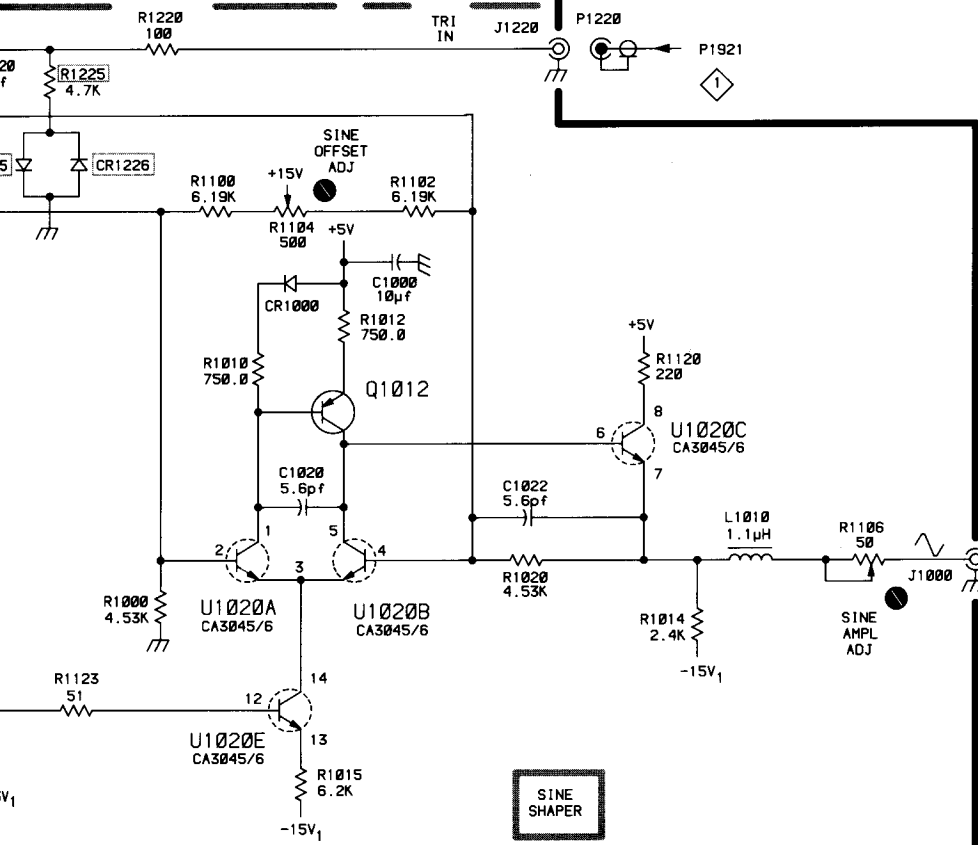 R1220
100
TRI
IN
J1220
P1220
P1921
1
20
f
R1225
4.7K
5
CR1226
SINE
OFFSET
ADJ
+15V
R1100
6.19K
R1102
6.19K
R1104
500
+5V
C1000
10µf
CR1000
R1012
750.0
R1010
750.0
Q1012
+5V
R1120
220
8
6
U1020C
CA3045/6
7
C1020
5.6pf
C1022
5.6pf
1
5
2
4
3
L1010
1.1µH
R1106
50
J1000
R1020
4.53K
R1000
4.53K
U1020A
CA3045/6
U1020B
CA3045/6
R1014
2.4K
-15V1
SINE
AMPL
ADJ
R1123
51
14
12
13
U1020E
CA3045/6
R1015
6.2K
-15V1
V1
SINE
SHAPER